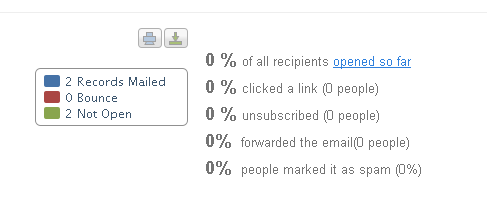 0 % of all recipients opened so far
2 Records Mailed
0 Bounce
2 Not Open
0 % clicked a link (0 people)
0 % unsubscribed (0 people)
0% forwarded the email(0 people)
0% people marked it as spam (0%)